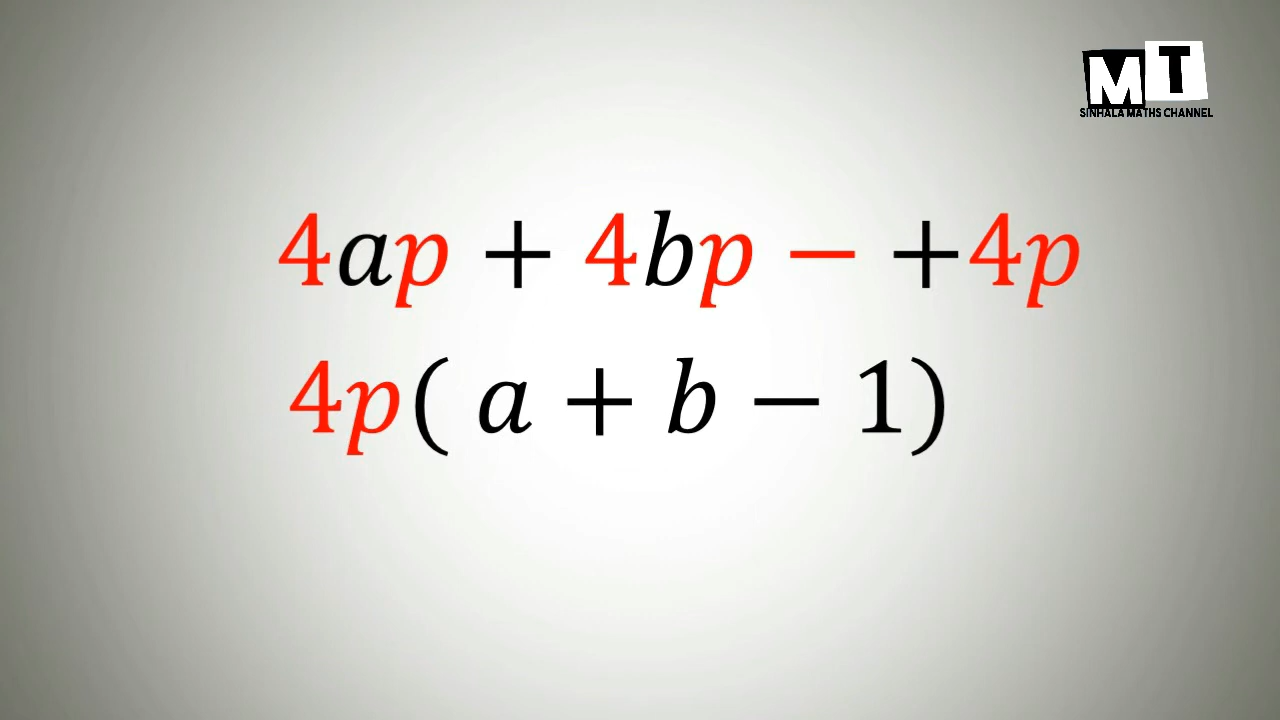 MT
SINHALA MATHS CHANNEL
4ap + 4bp − +4p
4p( a + b − 1)